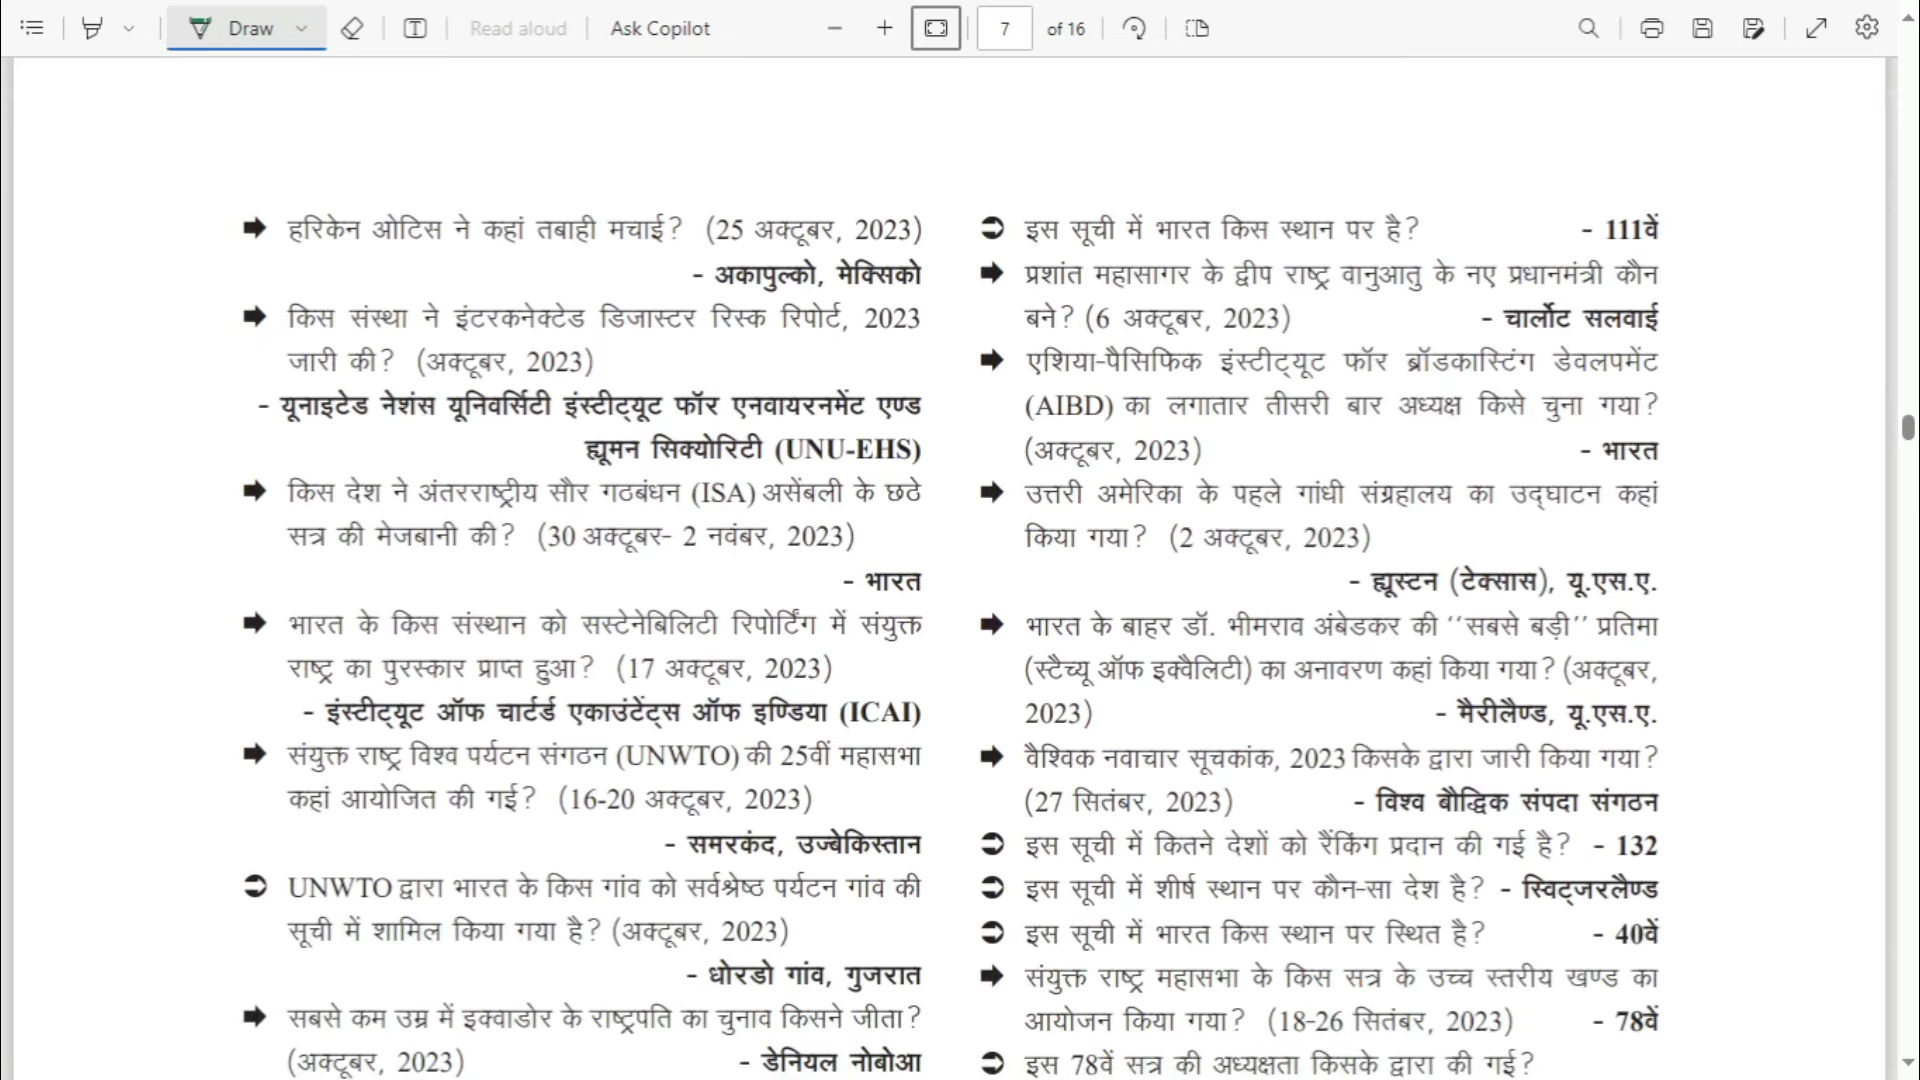 Draw
Read aloud
Ask Copilot
7
of 16
हरिकेन ओटिस ने कहां तबाही मचाई? (25 अक्टूबर, 2023)
- अकापुल्को, मेक्सिको
किस संस्था ने इंटरकनेक्टेड डिजास्टर रिस्क रिपोर्ट, 2023
जारी की? (अक्टूबर, 2023)
- यूनाइटेड नेशंस यूनिवर्सिटी इंस्टीट्यूट फॉर एनवायरनमेंट एण्ड
ह्यूमन सिक्योरिटी (UNU-EHS)
किस देश ने अंतरराष्ट्रीय सौर गठबंधन (ISA) असेंबली के छठे
सत्र की मेजबानी की? (30 अक्टूबर- 2 नवंबर, 2023)
- भारत
भारत के किस संस्थान को सस्टेनेबिलिटी रिपोर्टिंग में संयुक्त
राष्ट्र का पुरस्कार प्राप्त हुआ? (17 अक्टूबर, 2023)
- इंस्टीट्यूट ऑफ चार्टर्ड एकाउंटेंट्स ऑफ इण्डिया (ICAI)
संयुक्त राष्ट्र विश्व पर्यटन संगठन (UNWTO) की 25वीं महासभा
कहां आयोजित की गई? (16-20 अक्टूबर, 2023)
- समरकंद, उज्बेकिस्तान
UNWTO द्वारा भारत के किस गांव को सर्वश्रेष्ठ पर्यटन गांव की
सूची में शामिल किया गया है? (अक्टूबर, 2023)
- धोरडो गांव, गुजरात
सबसे कम उम्र में इक्वाडोर के राष्ट्रपति का चुनाव किसने जीता?
(अक्टूबर, 2023) - डेनियल नोबोआ
इस सूची में भारत किस स्थान पर है? - 111वें
प्रशांत महासागर के द्वीप राष्ट्र वानुआतु के नए प्रधानमंत्री कौन
बने? (6 अक्टूबर, 2023) - चार्लोट सलवाई
एशिया-पैसिफिक इंस्टीट्यूट फॉर ब्रॉडकास्टिंग डेवलपमेंट
(AIBD) का लगातार तीसरी बार अध्यक्ष किसे चुना गया?
(अक्टूबर, 2023) - भारत
उत्तरी अमेरिका के पहले गांधी संग्रहालय का उद्घाटन कहां
किया गया? (2 अक्टूबर, 2023)
- ह्यूस्टन (टेक्सास), यू.एस.ए.
भारत के बाहर डॉ. भीमराव अंबेडकर की ''सबसे बड़ी'' प्रतिमा
(स्टैच्यू ऑफ इक्वैलिटी) का अनावरण कहां किया गया? (अक्टूबर,
2023) - मैरीलैण्ड, यू.एस.ए.
वैश्विक नवाचार सूचकांक, 2023 किसके द्वारा जारी किया गया?
(27 सितंबर, 2023) - विश्व बौद्धिक संपदा संगठन
इस सूची में कितने देशों को रैंकिंग प्रदान की गई है? - 132
इस सूची में शीर्ष स्थान पर कौन-सा देश है? - स्विट्जरलैण्ड
इस सूची में भारत किस स्थान पर स्थित है? - 40वें
संयुक्त राष्ट्र महासभा के किस सत्र के उच्च स्तरीय खण्ड का
आयोजन किया गया? (18-26 सितंबर, 2023) - 78वें
इस 78वें सत्र की अध्यक्षता किसके द्वारा की गई?